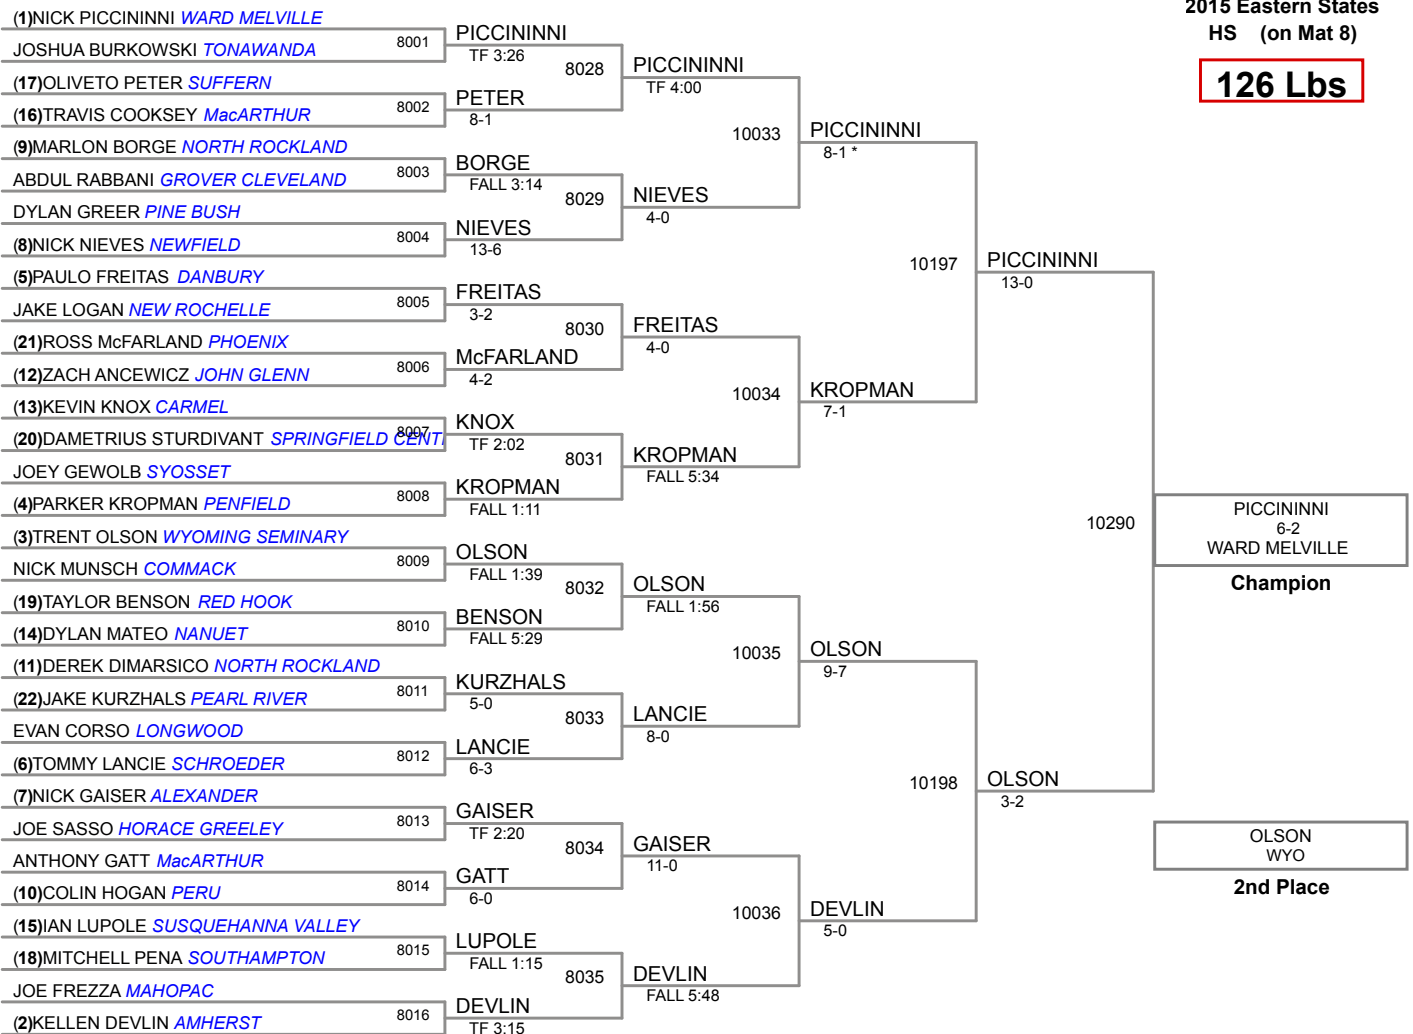 2015 Eastern States
HS (on Mat 8)
126 Lbs
(1)NICK PICCININNI WARD MELVILLE
JOSHUA BURKOWSKI TONAWANDA
(17)OLIVETO PETER SUFFERN
(16)TRAVIS COOKSEY MacARTHUR
(9)MARLON BORGE NORTH ROCKLAND
ABDUL RABBANI GROVER CLEVELAND
DYLAN GREER PINE BUSH
(8)NICK NIEVES NEWFIELD
(5)PAULO FREITAS DANBURY
JAKE LOGAN NEW ROCHELLE
(21)ROSS McFARLAND PHOENIX
(12)ZACH ANCEWICZ JOHN GLENN
(13)KEVIN KNOX CARMEL
(20)DAMETRIUS STURDIVANT SPRINGFIELD CENT
JOEY GEWOLB SYOSSET
(4)PARKER KROPMAN PENFIELD
(3)TRENT OLSON WYOMING SEMINARY
NICK MUNSCH COMMACK
(19)TAYLOR BENSON RED HOOK
(14)DYLAN MATEO NANUET
(11)DEREK DIMARSICO NORTH ROCKLAND
(22)JAKE KURZHALS PEARL RIVER
EVAN CORSO LONGWOOD
(6)TOMMY LANCIE SCHROEDER
(7)NICK GAISER ALEXANDER
JOE SASSO HORACE GREELEY
ANTHONY GATT MacARTHUR
(10)COLIN HOGAN PERU
(15)IAN LUPOLE SUSQUEHANNA VALLEY
(18)MITCHELL PENA SOUTHAMPTON
JOE FREZZA MAHOPAC
(2)KELLEN DEVLIN AMHERST
8001
8002
8003
8004
8005
8006
8007
8008
8009
8010
8011
8012
8013
8014
8015
8016
PICCININNI
TF 3:26
PETER
8-1
BORGE
FALL 3:14
NIEVES
13-6
FREITAS
3-2
McFARLAND
4-2
KNOX
TF 2:02
KROPMAN
FALL 1:11
OLSON
FALL 1:39
BENSON
FALL 5:29
KURZHALS
5-0
LANCIE
6-3
GAISER
TF 2:20
GATT
6-0
LUPOLE
FALL 1:15
DEVLIN
TF 3:15
8028
8029
8030
8031
8032
8033
8034
8035
PICCININNI
TF 4:00
NIEVES
4-0
FREITAS
4-0
KROPMAN
FALL 5:34
OLSON
FALL 1:56
LANCIE
8-0
GAISER
11-0
DEVLIN
FALL 5:48
10033
10034
10035
10036
PICCININNI
8-1 *
KROPMAN
7-1
OLSON
9-7
DEVLIN
5-0
10197
10198
PICCININNI
13-0
OLSON
3-2
10290
PICCININNI
6-2
WARD MELVILLE
Champion
OLSON
WYO
2nd Place